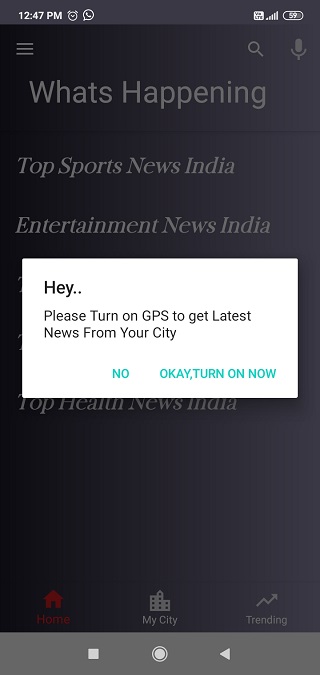 12:47 PM
59
Whats Happening
Top Sports News India
Entertainment News India
Hey..
Please Turn on GPS to get Latest
News From Your City
NO
OKAY,TURN ON NOW
Top Health News India
Home
My City
Trending